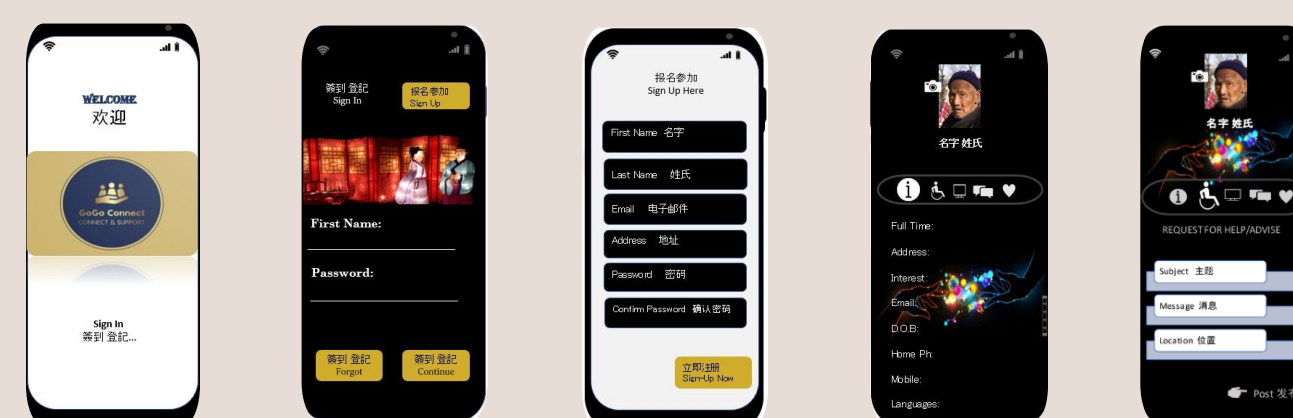 WELCOME
欢迎
GoGo Connect
CONNECT & SUPPORT
Sign In
簽到 登記...
簽到 登記
Sign In
报名参加
Sign Up
First Name:
Password:
簽到 登記
Forgot
簽到 登記
Continue
报名参加
Sign Up Here
First Name 名字
Last Name 姓氏
Email 电子邮件
Address 地址
Password 密码
Confirm Password 确认密码
立即注册
Sign-Up Now
名字 姓氏
Full Time:
Address:
Interest:
Email:
D.O.B:
Home Ph:
Mobile:
Languages:
名字 姓氏
REQUEST FOR HELP/ADVISE
Subject 主题
Message 消息
Location 位置
Post 发